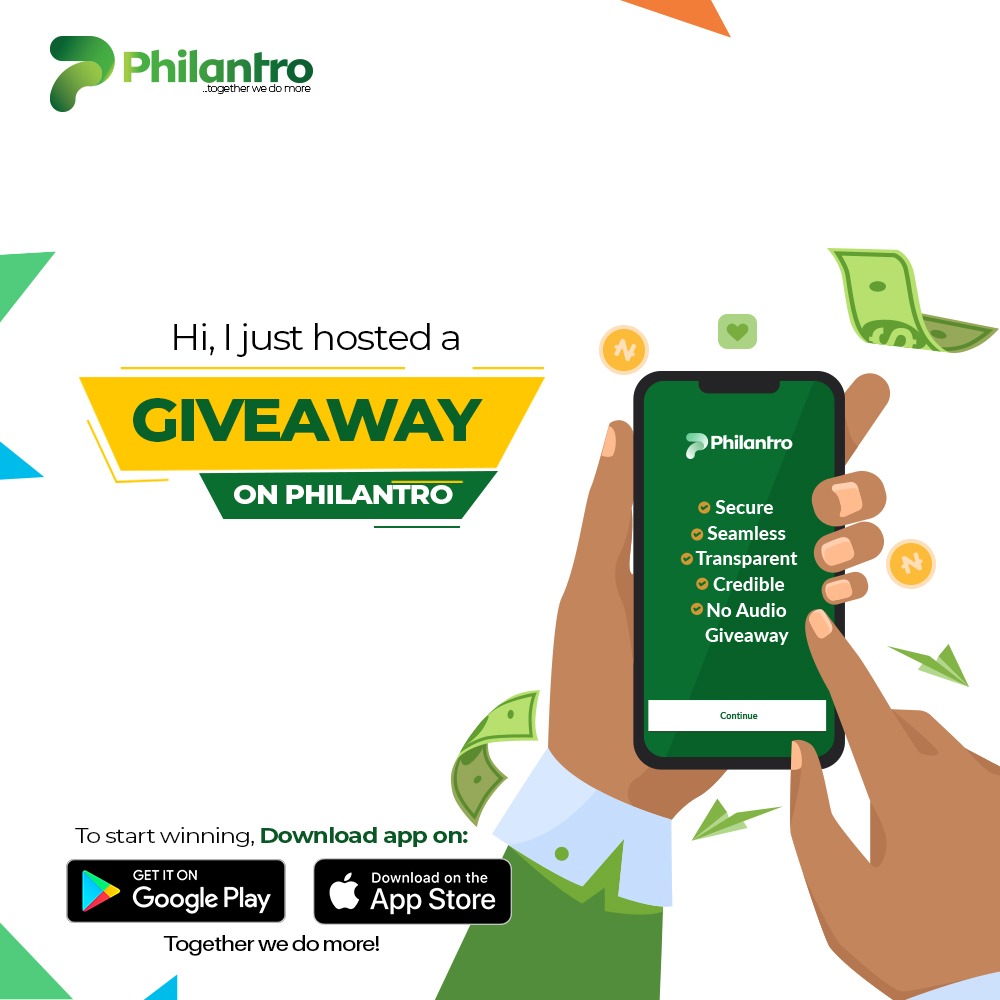 Philantro
..together we do more
Hi, I just hosted a
GIVEAWAY
ON PHILANTRO
Philantro
Secure
Seamless
Transparent
Credible
No Audio
Giveaway
Continue
To start winning, Download app on:
GET IT ON
Google Play
Download on the
App Store
Together we do more!